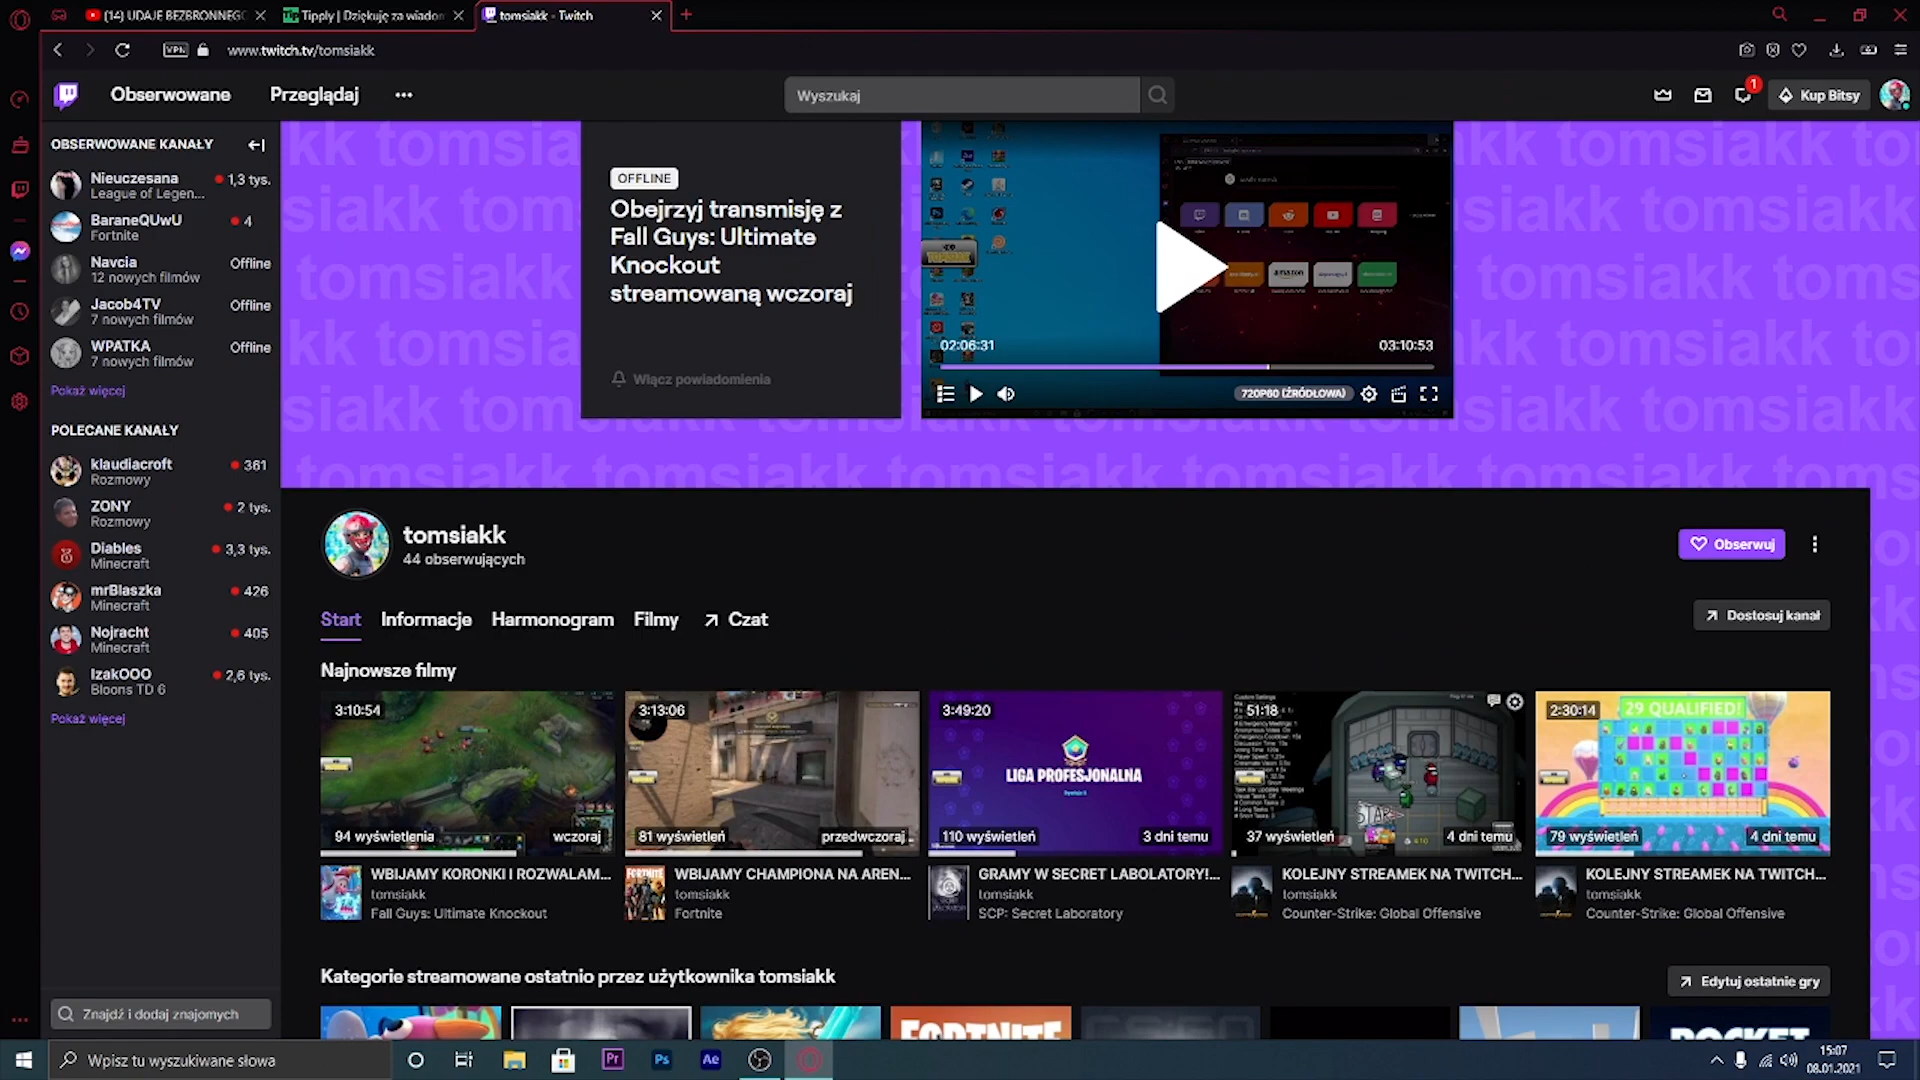 (14) UDAJE BEZBRONNEGO
Tipply | Dziękuję za wiadom
tomsiakk - Twitch
VPN
www.twitch.tv/tomsiakk
Obserwowane
Przeglądaj
Wyszukaj
1
Kup Bitsy
OBSERWOWANE KANAŁY
Nieuczesana
1,3 tys.
League of Legen...
BaraneQUwU
4
Fortnite
Navcia
Offline
12 nowych filmów
Jacob4TV
Offline
7 nowych filmów
WPATKA
Offline
7 nowych filmów
Pokaż więcej
POLECANE KANAŁY
klaudiacroft
361
Rozmowy
ZONY
2 tys.
Rozmowy
Diables
3,3 tys.
Minecraft
mrBlaszka
426
Minecraft
Nojracht
405
Minecraft
IzakOOO
2,6 tys.
Bloons TD 6
Pokaż więcej
Znajdź i dodaj znajomych
OFFLINE
Obejrzyj transmisję z
Fall Guys: Ultimate
Knockout
streamowaną wczoraj
Włącz powiadomienia
amazon
02:06:31
03:10:53
720P60 (ŹRÓDŁOWA)
tomsiakk
44 obserwujących
Obserwuj
Start
Informacje
Harmonogram
Filmy
Czat
Dostosuj kanał
Najnowsze filmy
3:10:54
94 wyświetlenia
wczoraj
WBIJAMY KORONKI I ROZWALAM...
tomsiakk
Fall Guys: Ultimate Knockout
3:13:06
81 wyświetleń
przedwczoraj
WBIJAMY CHAMPIONA NA AREN...
tomsiakk
Fortnite
3:49:20
LIGA PROFESJONALNA
110 wyświetleń
3 dni temu
GRAMY W SECRET LABOLATORY!...
tomsiakk
SCP: Secret Laboratory
51:18
37 wyświetleń
4 dni temu
KOLEJNY STREAMEK NA TWITCH...
tomsiakk
Counter-Strike: Global Offensive
2:30:14
29 QUALIFIED!
79 wyświetleń
4 dni temu
KOLEJNY STREAMEK NA TWITCH...
tomsiakk
Counter-Strike: Global Offensive
Kategorie streamowane ostatnio przez użytkownika tomsiakk
Edytuj ostatnie gry
FORTNITE
ROCKET
Wpisz tu wyszukiwane słowa
Pr
Ps
Ae
15:07
08.01.2021